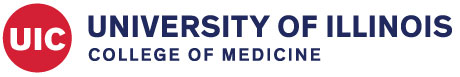 UIC
UNIVERSITY OF ILLINOIS
COLLEGE OF MEDICINE